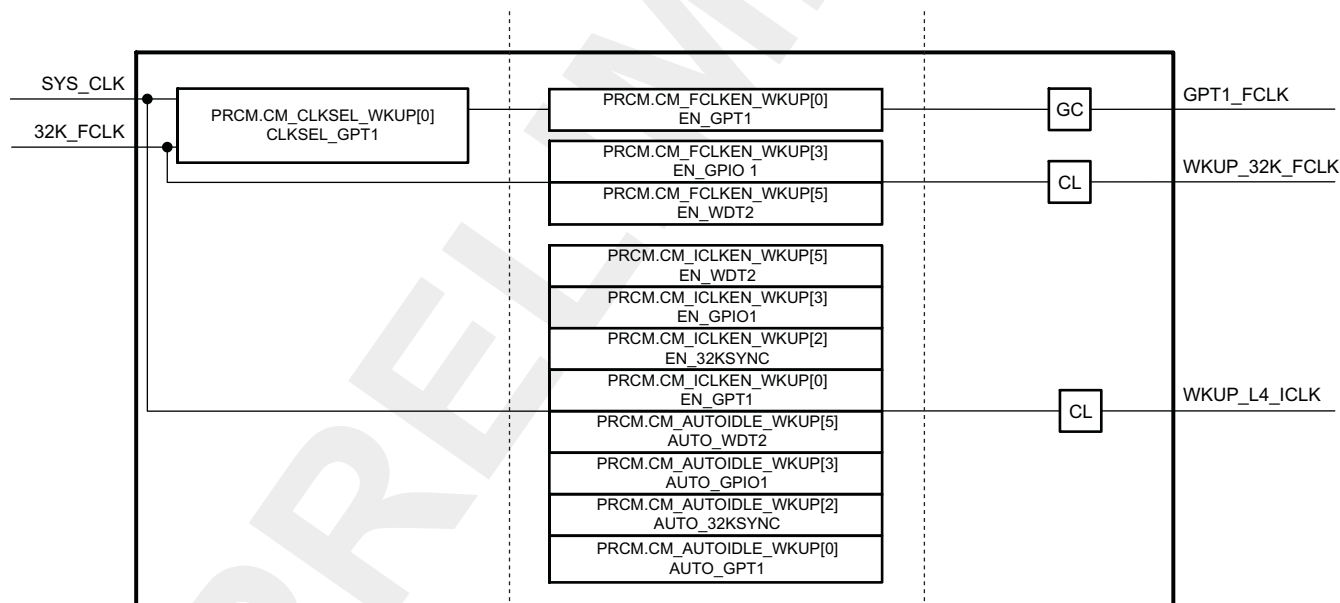 SYS_CLK
32K_FCLK
PRCM.CM_CLKSEL_WKUP[0]
CLKSEL_GPT1
PRCM.CM_FCLKEN_WKUP[0]
EN_GPT1
GC
GPT1_FCLK
PRCM.CM_FCLKEN_WKUP[3]
EN_GPIO 1
PRCM.CM_FCLKEN_WKUP[5]
EN_WDT2
CL
WKUP_32K_FCLK
PRCM.CM_ICLKEN_WKUP[5]
EN_WDT2
PRCM.CM_ICLKEN_WKUP[3]
EN_GPIO1
PRCM.CM_ICLKEN_WKUP[2]
EN_32KSYNC
PRCM.CM_ICLKEN_WKUP[0]
EN_GPT1
PRCM.CM_AUTOIDLE_WKUP[5]
AUTO_WDT2
PRCM.CM_AUTOIDLE_WKUP[3]
AUTO_GPIO1
PRCM.CM_AUTOIDLE_WKUP[2]
AUTO_32KSYNC
PRCM.CM_AUTOIDLE_WKUP[0]
AUTO_GPT1
CL
WKUP_L4_ICLK